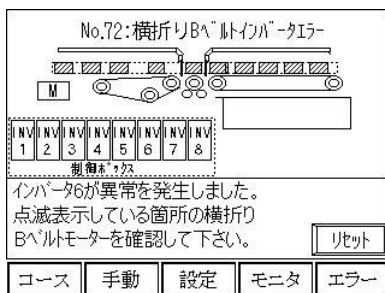 No.72:横折りBベルトインバータエラー
M
INV 1 INV 2 INV 3 INV 4 INV 5 INV 6 INV 7 INV 8
制御ボックス
インバータ6が異常を発生しました。
点滅表示している箇所の横折り
Bベルトモーターを確認して下さい。
リセット
コース 手動 設定 モニタ エラー